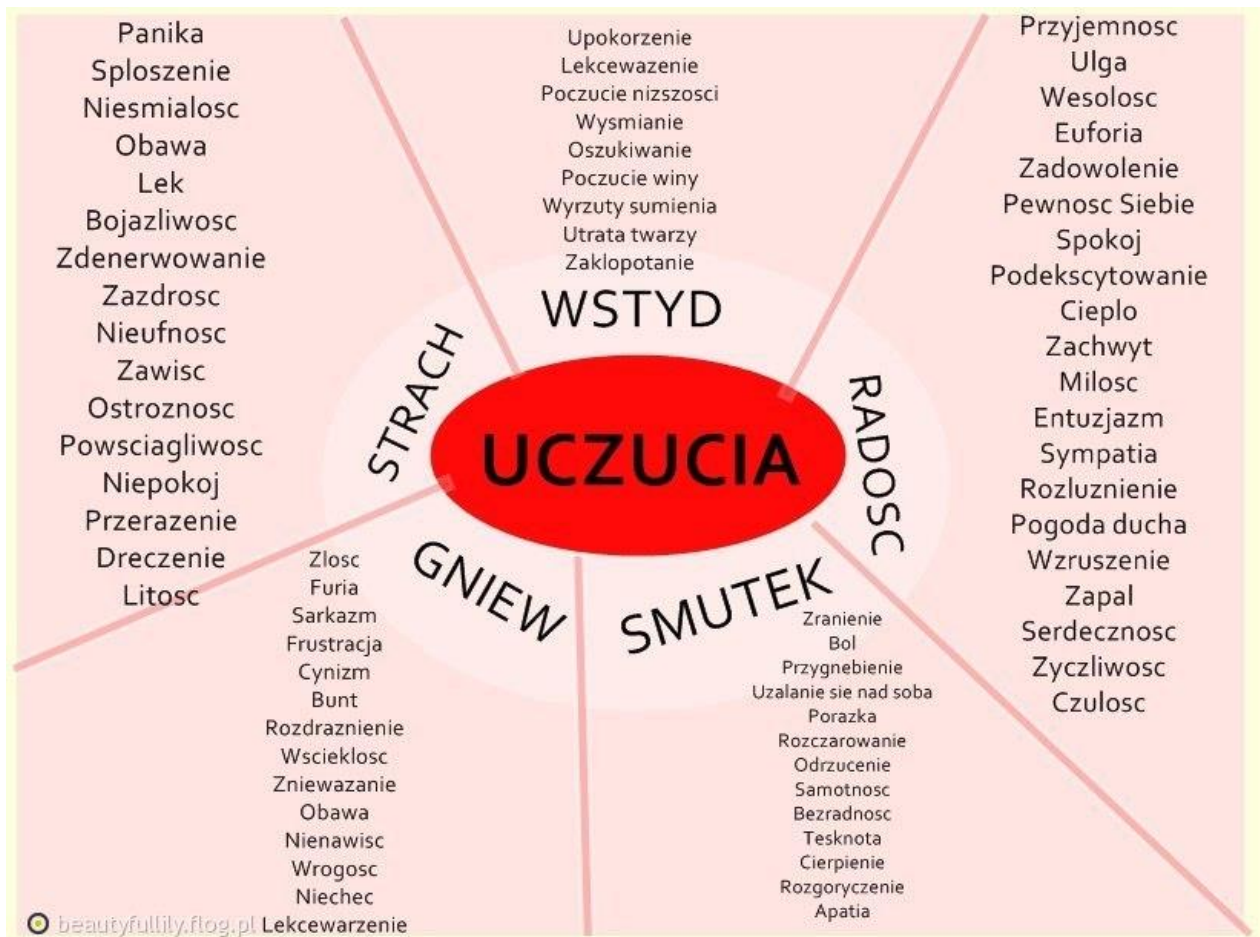 Panika
Sploszenie
Niesmialosc
Obawa
Lek
Bojazliwosc
Zdenerwowanie
Zazdrosc
Nieufnosc
Zawisc
Ostroznosc
Powsciagliwosc
Niepokoj
Przerazenie
Dreczenie
Litosc
STRACH
Upokorzenie
Lekcewazenie
Poczucie nizszosci
Wysmianie
Oszukiwanie
Poczucie winy
Wyrzuty sumienia
Utrata twarzy
Zaklopotanie
WSTYD
Przyjemnosc
Ulga
Wesolosc
Euforia
Zadowolenie
Pewnosc Siebie
Spokoj
Podekscytowanie
Cieplo
Zachwyt
Milosc
Entuzjazm
Sympatia
Rozluznienie
Pogoda ducha
Wzruszenie
Zapal
Serdecznosc
Zyczliwosc
Czulosc
RADOSC
UCZUCIA
GNIEW
Zlosc
Furia
Sarkazm
Frustracja
Cynizm
Bunt
Rozdraznienie
Wscieklosc
Zniewazanie
Obawa
Nienawisc
Wrogosc
Niechec
Lekcewarzenie
SMUTEK
Zranienie
Bol
Przygnebienie
Uzalanie sie nad soba
Porazka
Rozczarowanie
Odrzucenie
Samotnosc
Bezradnosc
Tesknota
Cierpienie
Rozgoryczenie
Apatia
beautyfullily.flog.pl